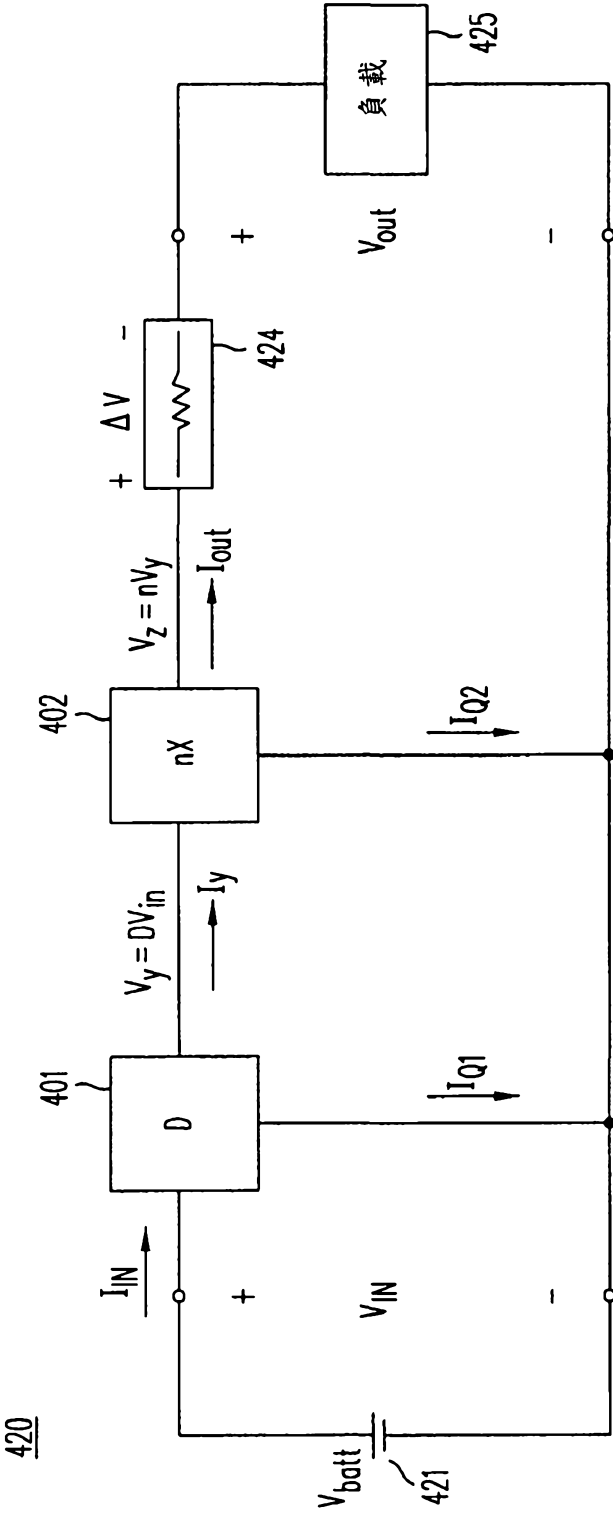 420
401
402
I_IN
D
V_y = DV_in
I_y
nX
V_z = nV_y
I_out
+ ΔV -
424
+
V_IN
-
I_Q1
I_Q2
+
V_out
-
負載
425
V_batt
421